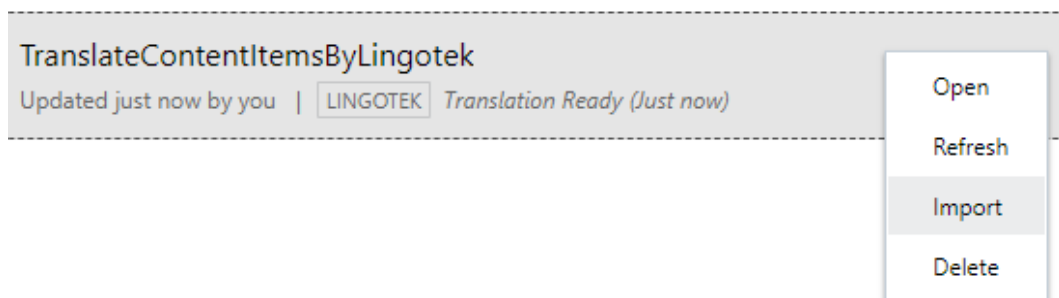 TranslateContentItemsByLingotek
Updated just now by you | LINGOTEK Translation Ready (Just now)
Open
Refresh
Import
Delete